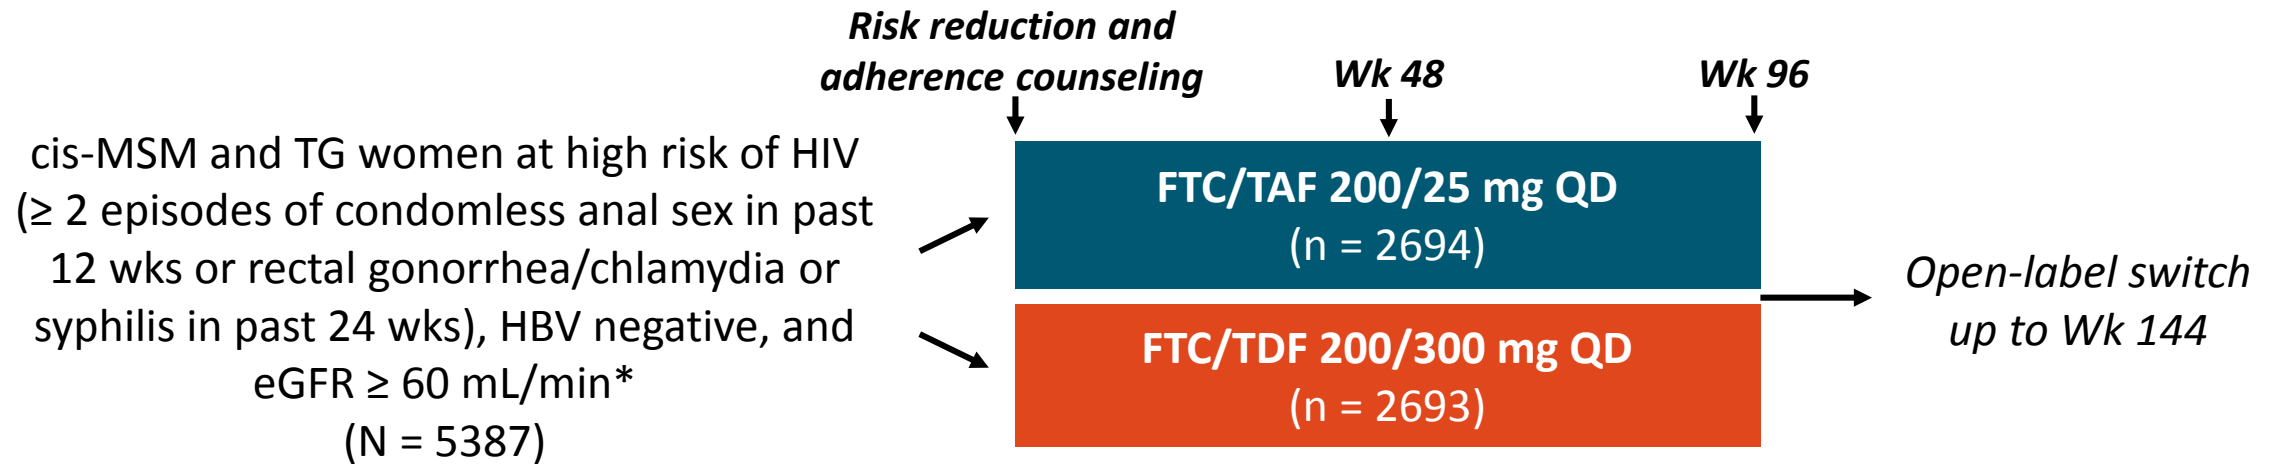 Risk reduction and
adherence counseling
Wk 48
Wk 96
cis-MSM and TG women at high risk of HIV
(≥ 2 episodes of condomless anal sex in past
12 wks or rectal gonorrhea/chlamydia or
syphilis in past 24 wks), HBV negative, and
eGFR ≥ 60 mL/min*
(N = 5387)
FTC/TAF 200/25 mg QD
(n = 2694)
FTC/TDF 200/300 mg QD
(n = 2693)
Open-label switch
up to Wk 144